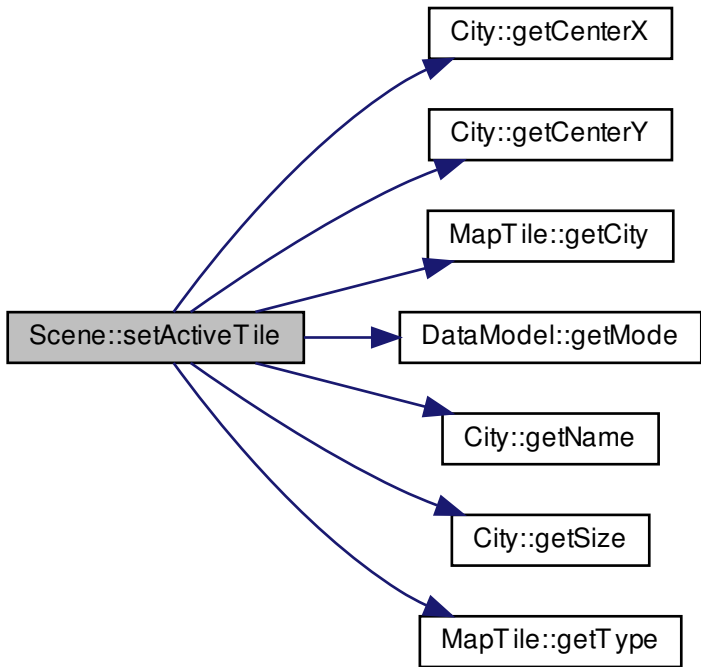 City::getCenterX
City::getCenterY
MapTile::getCity
Scene::setActiveTile
DataModel::getMode
City::getName
City::getSize
MapTile::getType